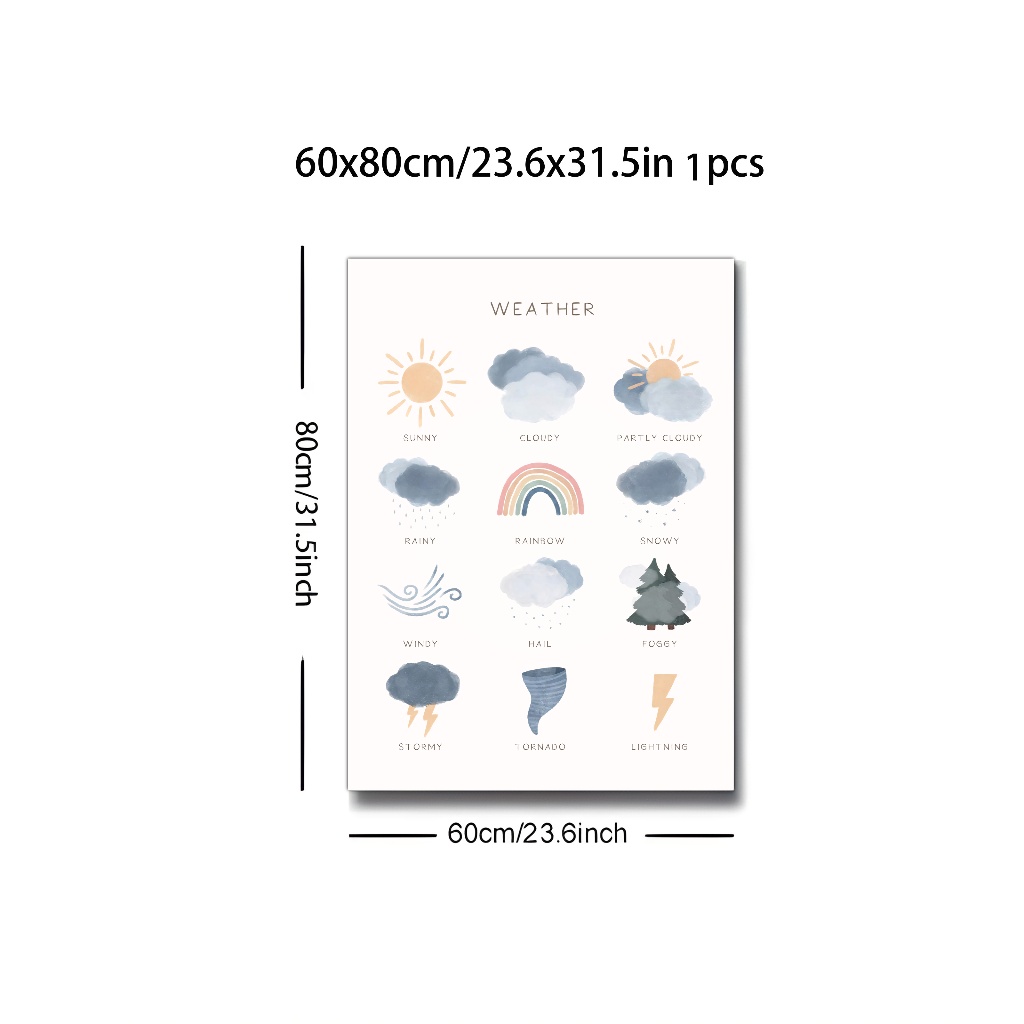 60x80cm/23.6x31.5in 1pcs
80cm/31.5inch
WEATHER
SUNNY CLOUDY PARTLY CLOUDY
RAINY RAINBOW SNOWY
WINDY HAIL FOGGY
STORMY TORNADO LIGHTNING
60cm/23.6inch